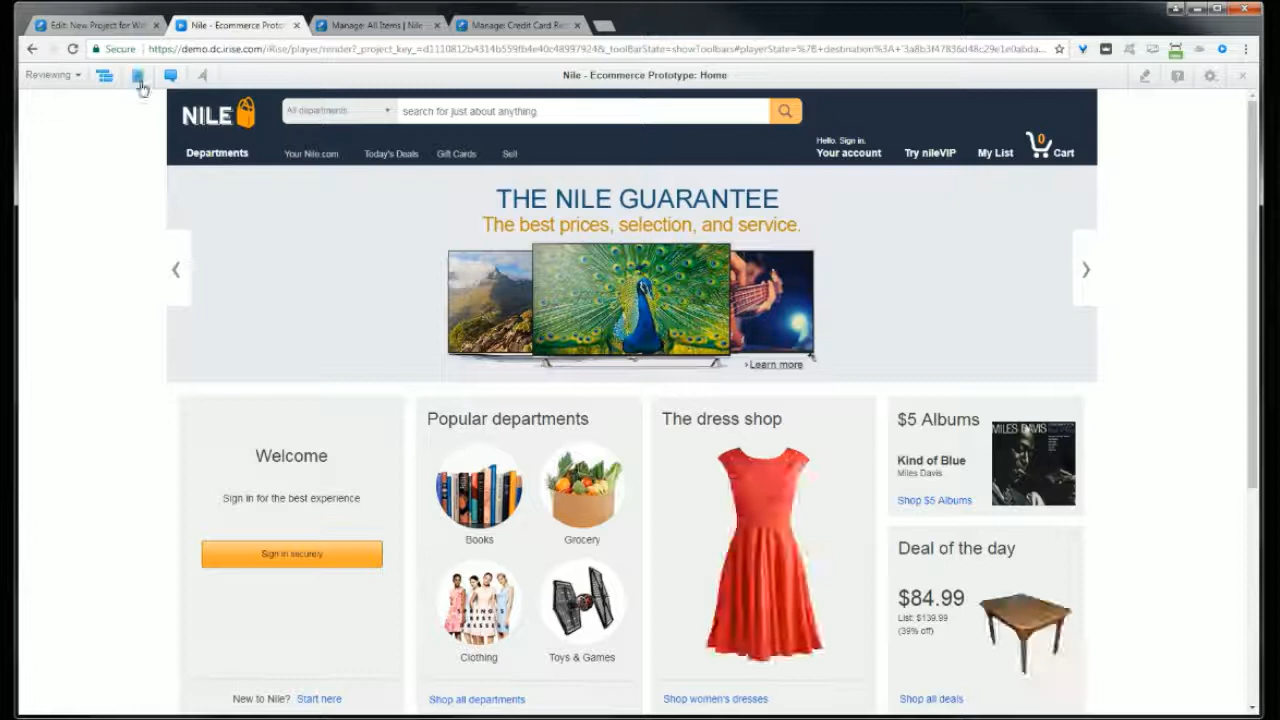 Edit: New Project for W
Nile - Ecommerce Proto
Manage: All Items | Nile
Manage: Credit Card Re
Secure
https://demo.dc.irise.com/iRise/player/render?_project_key_=d1110812b4314b559fb4e40c48997924&_toolBarState=showToolbars#playerState=%7B+destination%3A+'3a8b3f47836d48c29e1e0abda...
Reviewing
Nile - Ecommerce Prototype: Home
NILE
All departments
search for just about anything
Hello. Sign in.
0
Departments
Your Nile.com
Today's Deals
Gift Cards
Sell
Your account
Try nileVIP
My List
Cart
THE NILE GUARANTEE
The best prices, selection, and service.
›Learn more
Welcome
Sign in for the best experience
Sign in securely
New to Nile? Start here
Popular departments
Books
Grocery
SPRING'S
BEST
DRESSES
Clothing
Toys & Games
Shop all departments
The dress shop
Shop women's dresses
$5 Albums
Kind of Blue
Miles Davis
Shop $5 Albums
MILES DAVIS
Deal of the day
$84.99
List: $139.99
(39% off)
Shop all deals